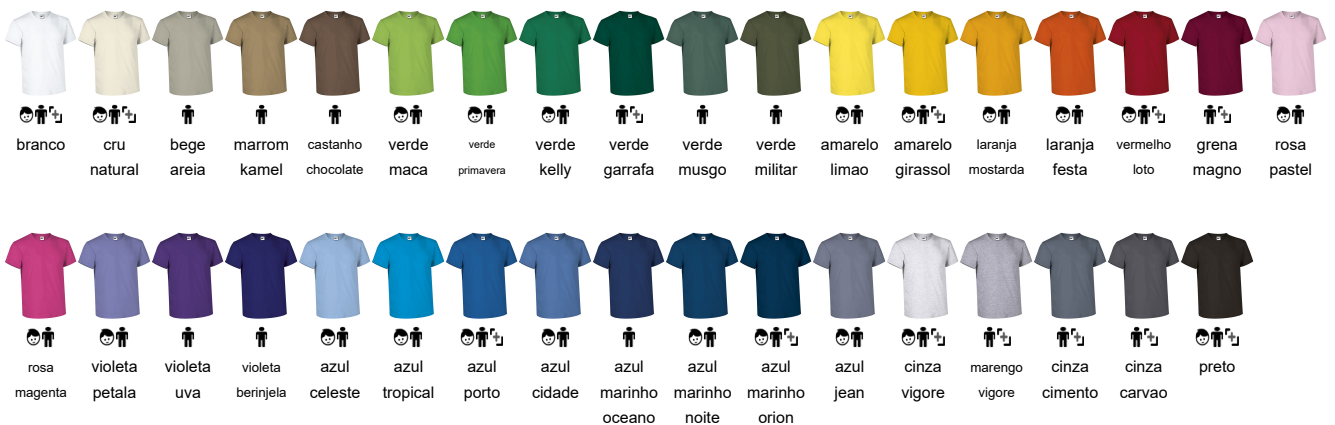 branco cru bege marrom castanho verde verde verde verde verde verde amarelo amarelo laranja laranja vermelho grena rosa
natural areia kamel chocolate maca primavera kelly garrafa musgo militar limao girassol mostarda festa loto magno pastel
rosa violeta violeta violeta azul azul azul azul azul azul azul azul cinza marengo cinza cinza preto
magenta petala uva berinjela celeste tropical porto cidade marinho marinho marinho jean vigore vigore cimento carvao
oceano noite orion